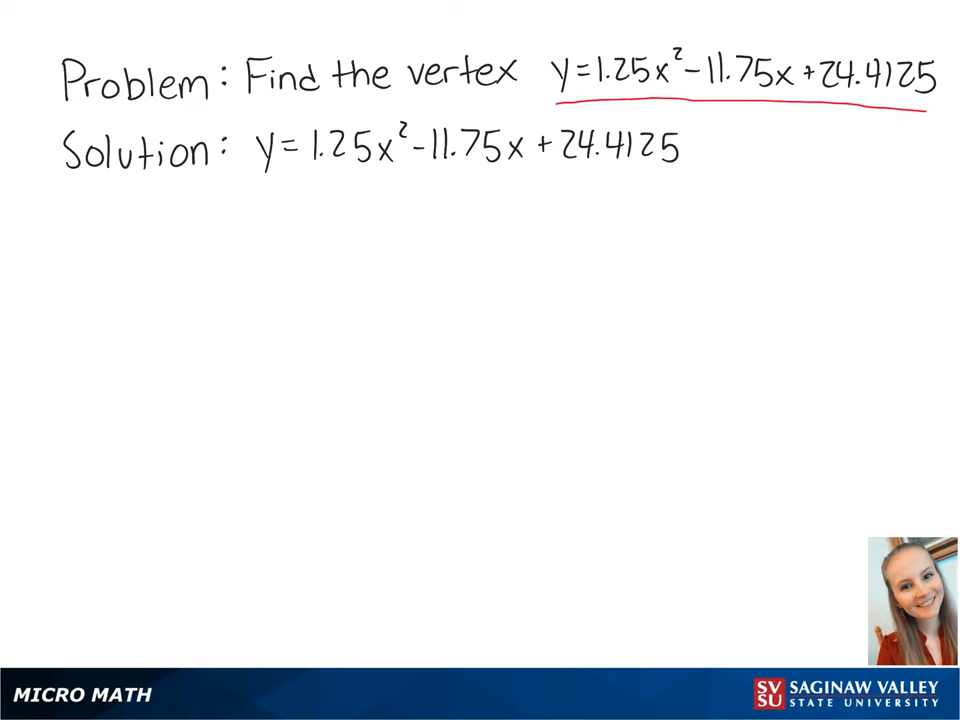 Problem: Find the vertex y=1.25x²-11.75x+24.4125
Solution: y=1.25x²-11.75x+24.4125
MICRO MATH
SV SU SAGINAW VALLEY STATE UNIVERSITY